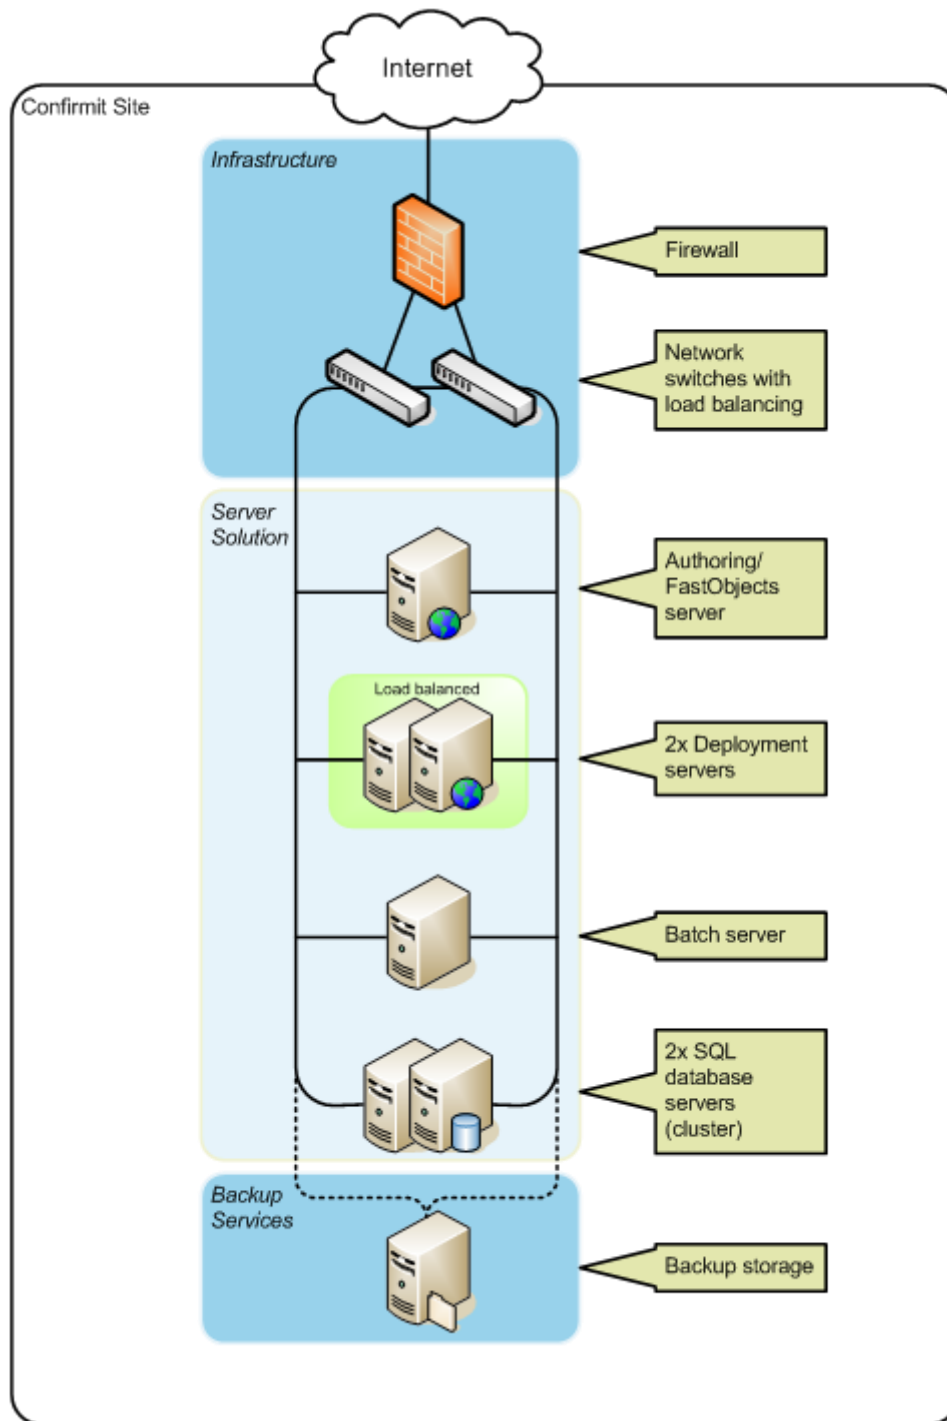 Internet
Confirmit Site
Infrastructure
Firewall
Network
switches with
load balancing
Server
Solution
Authoring/
FastObjects
server
Load balanced
2x Deployment
servers
Batch server
2x SQL
database
servers
(cluster)
Backup
Services
Backup storage